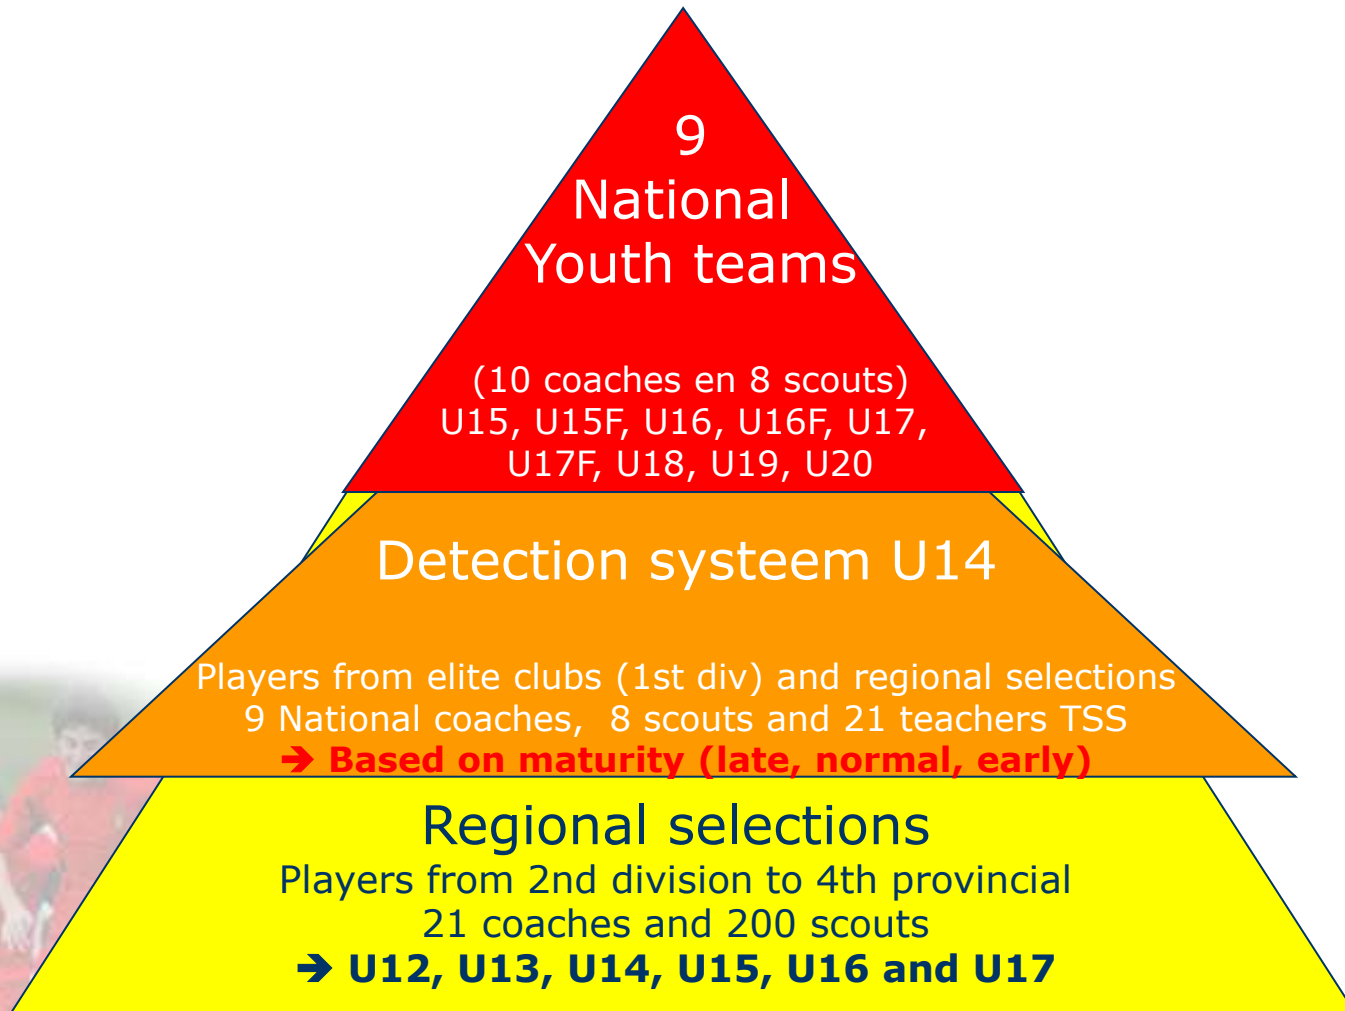 9
National
Youth teams
(10 coaches en 8 scouts)
U15, U15F, U16, U16F, U17,
U17F, U18, U19, U20
Detection systeem U14
Players from elite clubs (1st div) and regional selections
9 National coaches, 8 scouts and 21 teachers TSS
➔ Based on maturity (late, normal, early)
Regional selections
Players from 2nd division to 4th provincial
21 coaches and 200 scouts
➔ U12, U13, U14, U15, U16 and U17